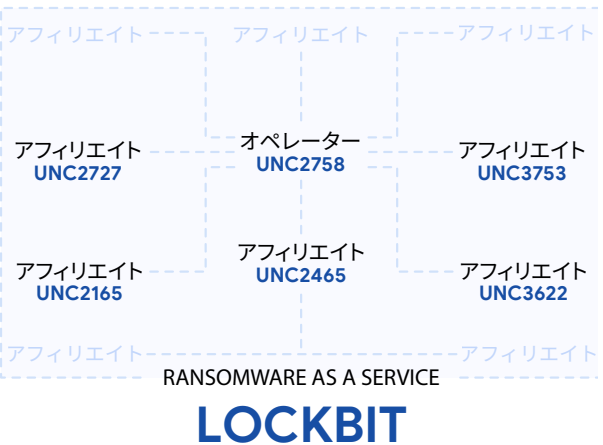 アフィリエイト
アフィリエイト
アフィリエイト
アフィリエイト
UNC2727
オペレーター
UNC2758
アフィリエイト
UNC3753
アフィリエイト
UNC2165
アフィリエイト
UNC2465
アフィリエイト
UNC3622
アフィリエイト
アフィリエイト
RANSOMWARE AS A SERVICE
LOCKBIT